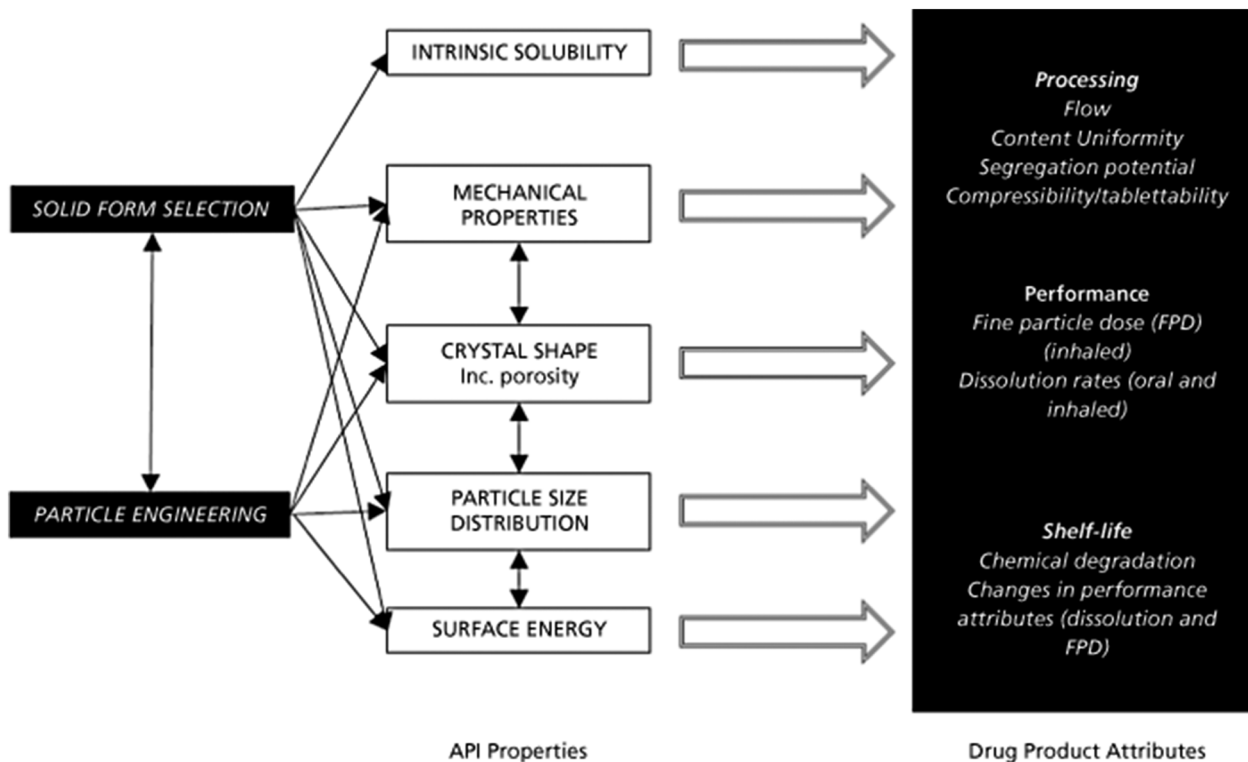 INTRINSIC SOLUBILITY
SOLID FORM SELECTION
MECHANICAL
PROPERTIES
CRYSTAL SHAPE
Inc. porosity
PARTICLE ENGINEERING
PARTICLE SIZE
DISTRIBUTION
SURFACE ENERGY
API Properties
Processing
Flow
Content Uniformity
Segregation potential
Compressibility/tablettability
Performance
Fine particle dose (FPD)
(inhaled)
Dissolution rates (oral and
inhaled)
Shelf-life
Chemical degradation
Changes in performance
attributes (dissolution and
FPD)
Drug Product Attributes